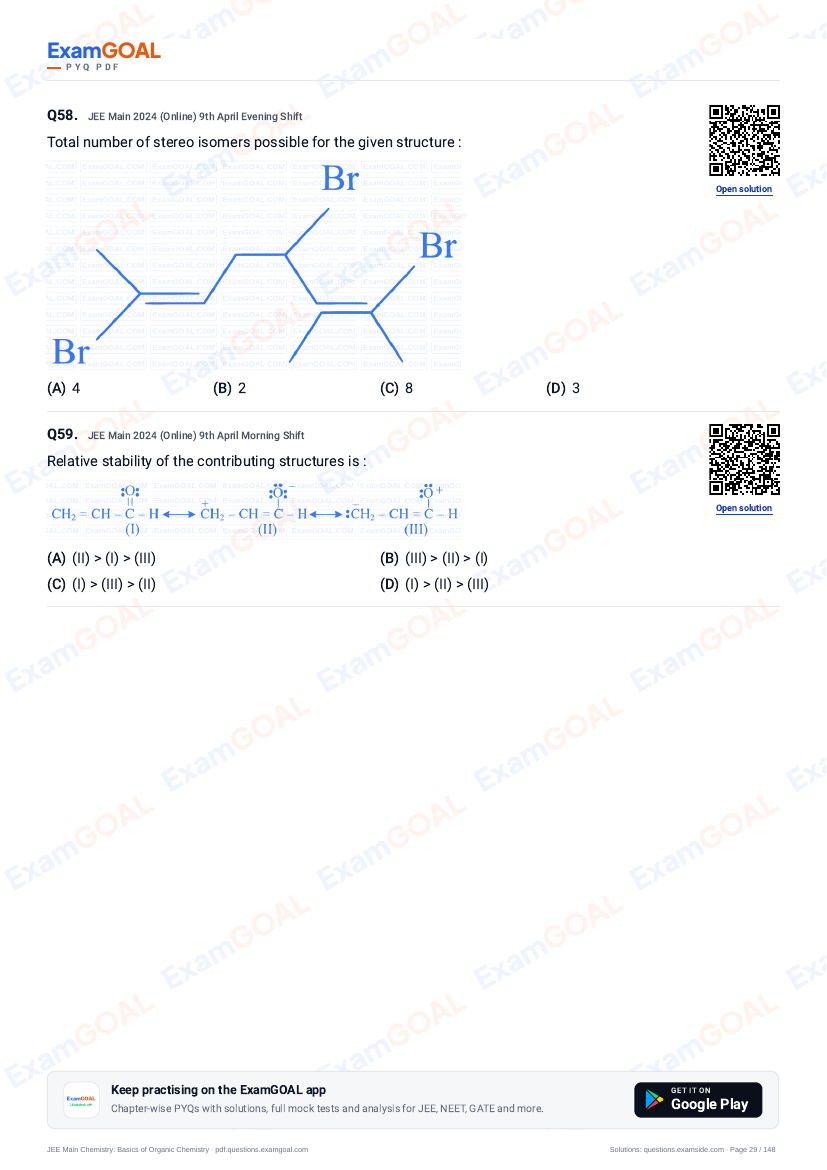 ExamGOAL
PYQ PDF
Q58. JEE Main 2024 (Online) 9th April Evening Shift
Total number of stereo isomers possible for the given structure :
Open solution
Br
Br
Br
(A) 4 (B) 2 (C) 8 (D) 3
Q59. JEE Main 2024 (Online) 9th April Morning Shift
Relative stability of the contributing structures is :
Open solution
:O: :Ö:⁻ :Ö⁺
CH₂ = CH – C – H ⟷ ⁺CH₂ – CH = C – H ⟷ :⁻CH₂ – CH = C – H
(I) (II) (III)
(A) (II) > (I) > (III) (B) (III) > (II) > (I)
(C) (I) > (III) > (II) (D) (I) > (II) > (III)
Keep practising on the ExamGOAL app
Chapter-wise PYQs with solutions, full mock tests and analysis for JEE, NEET, GATE and more.
GET IT ON
Google Play
JEE Main Chemistry: Basics of Organic Chemistry · pdf.questions.examgoal.com Solutions: questions.examside.com · Page 29 / 148